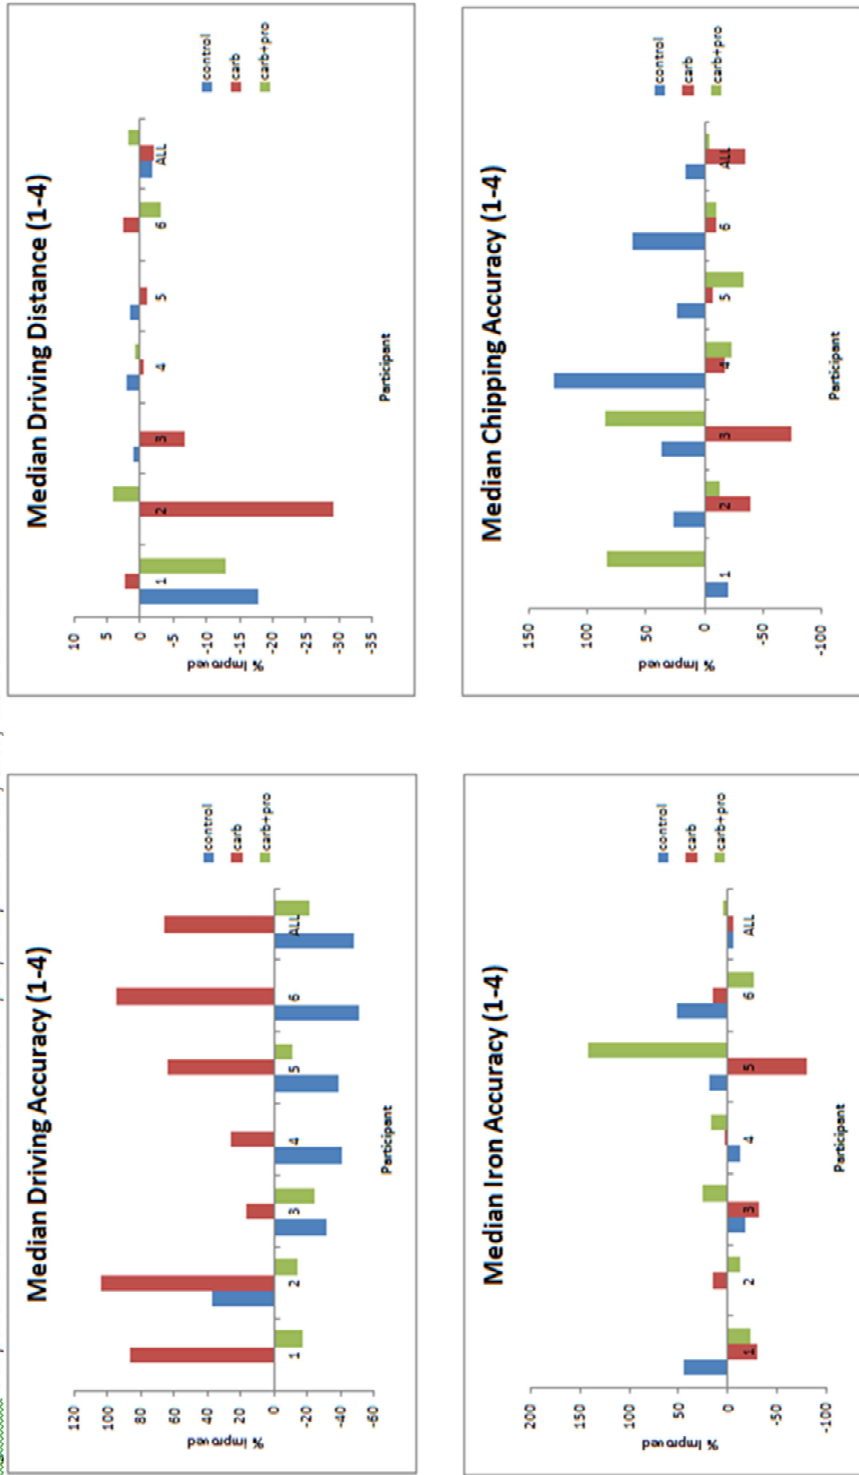 Median Driving Accuracy (1-4)
120
100
80
60
40
20
0
-20
-40
-60
% Improved
1
2
3
4
5
6
ALL
Participant
control
carb
carb+pro
Median Driving Distance (1-4)
10
5
0
-5
-10
-15
-20
-25
-30
-35
% Improved
1
2
3
4
5
6
ALL
Participant
control
carb
carb+pro
Median Iron Accuracy (1-4)
200
150
100
50
0
-50
-100
% Improved
1
2
3
4
5
6
ALL
Participant
control
carb
carb+pro
Median Chipping Accuracy (1-4)
150
100
50
0
-50
-100
% Improved
1
2
3
4
5
6
ALL
Participant
control
carb
carb+pro